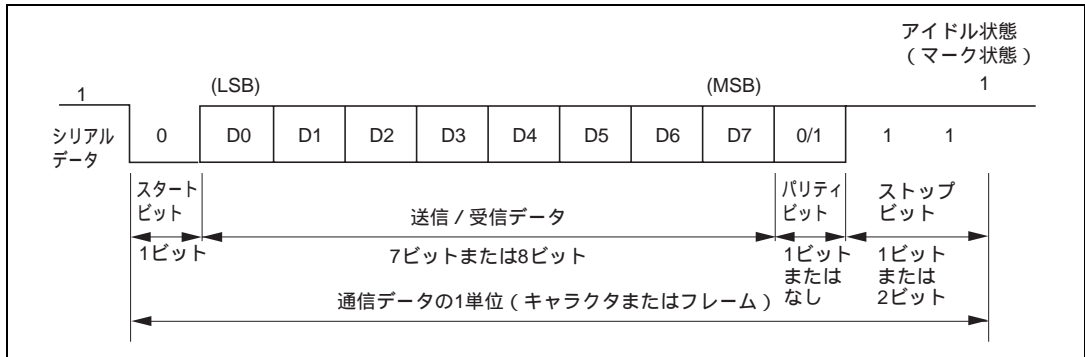 アイドル状態
(マーク状態)
1
(LSB)
(MSB)
1
シリアル
データ
0
D0
D1
D2
D3
D4
D5
D6
D7
0/1
1
1
スタート
ビット
送信 / 受信データ
パリティ
ビット
ストップ
ビット
1ビット
7ビットまたは8ビット
1ビット
または
なし
1ビット
または
2ビット
通信データの1単位 ( キャラクタまたはフレーム )